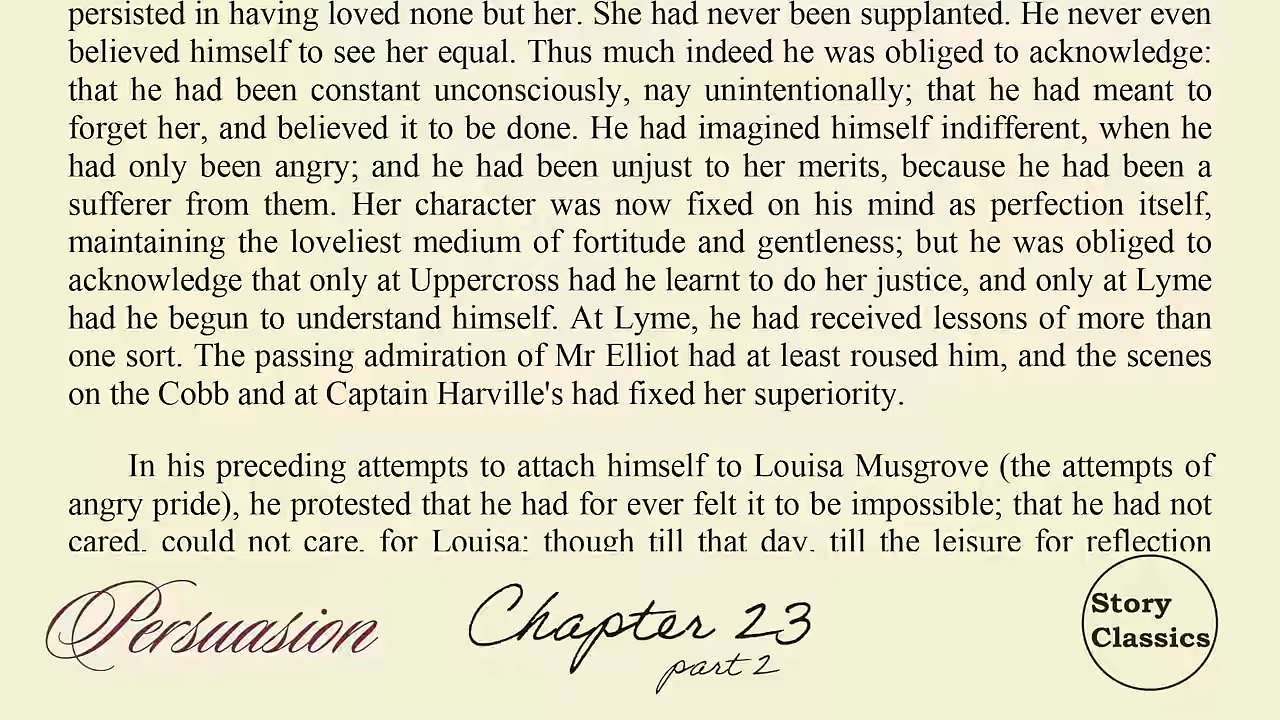 persisted in having loved none but her. She had never been supplanted. He never even
believed himself to see her equal. Thus much indeed he was obliged to acknowledge:
that he had been constant unconsciously, nay unintentionally; that he had meant to
forget her, and believed it to be done. He had imagined himself indifferent, when he
had only been angry; and he had been unjust to her merits, because he had been a
sufferer from them. Her character was now fixed on his mind as perfection itself,
maintaining the loveliest medium of fortitude and gentleness; but he was obliged to
acknowledge that only at Uppercross had he learnt to do her justice, and only at Lyme
had he begun to understand himself. At Lyme, he had received lessons of more than
one sort. The passing admiration of Mr Elliot had at least roused him, and the scenes
on the Cobb and at Captain Harville's had fixed her superiority.
In his preceding attempts to attach himself to Louisa Musgrove (the attempts of
angry pride), he protested that he had for ever felt it to be impossible; that he had not
cared, could not care, for Louisa; though till that day, till the leisure for reflection
Persuasion
Chapter 23
part 2
Story
Classics